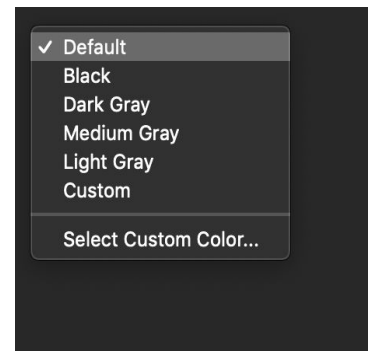 ✓ Default
Black
Dark Gray
Medium Gray
Light Gray
Custom
Select Custom Color...